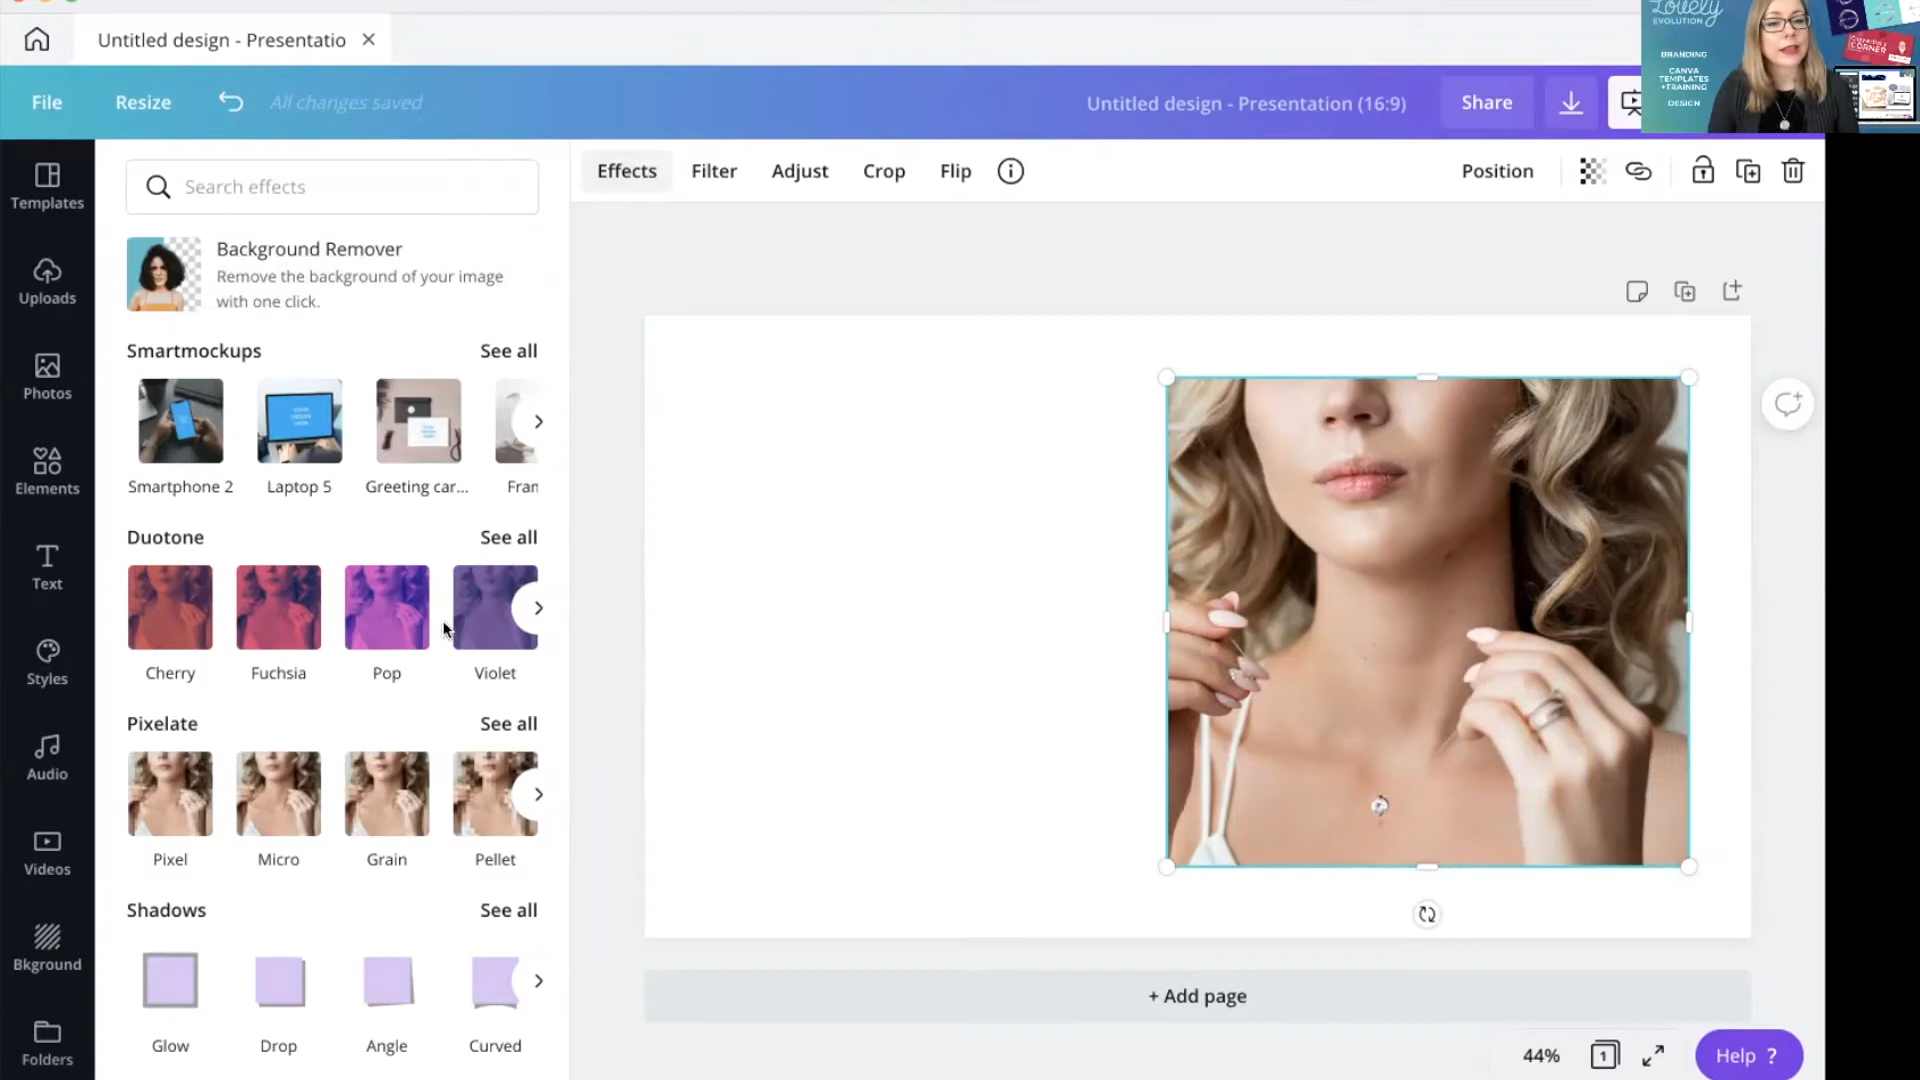 Untitled design - Presentatio
Lovely
EVOLUTION
BRANDING
CANVA
TEMPLATES
+TRAINING
DESIGN
CORNER
File
Resize
All changes saved
Untitled design - Presentation (16:9)
Share
Templates
Uploads
Photos
Elements
Text
Styles
Audio
Videos
Bkground
Folders
Search effects
Background Remover
Remove the background of your image
with one click.
Smartmockups
See all
Smartphone 2
Laptop 5
Greeting car...
Fran
Duotone
See all
Cherry
Fuchsia
Pop
Violet
Pixelate
See all
Pixel
Micro
Grain
Pellet
Shadows
See all
Glow
Drop
Angle
Curved
Effects
Filter
Adjust
Crop
Flip
Position
+ Add page
44%
1
Help ?